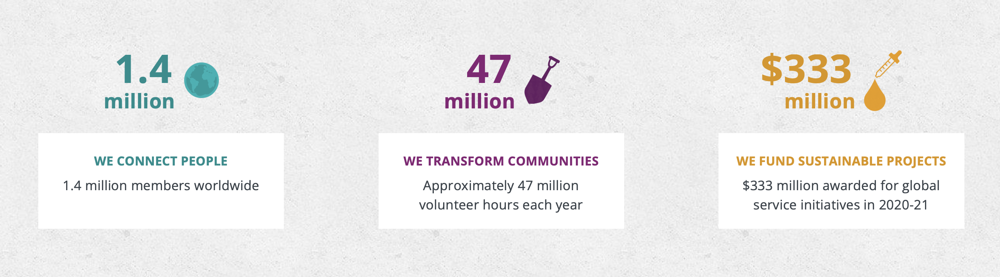 1.4
million
WE CONNECT PEOPLE
1.4 million members worldwide
47
million
WE TRANSFORM COMMUNITIES
Approximately 47 million
volunteer hours each year
$333
million
WE FUND SUSTAINABLE PROJECTS
$333 million awarded for global
service initiatives in 2020-21